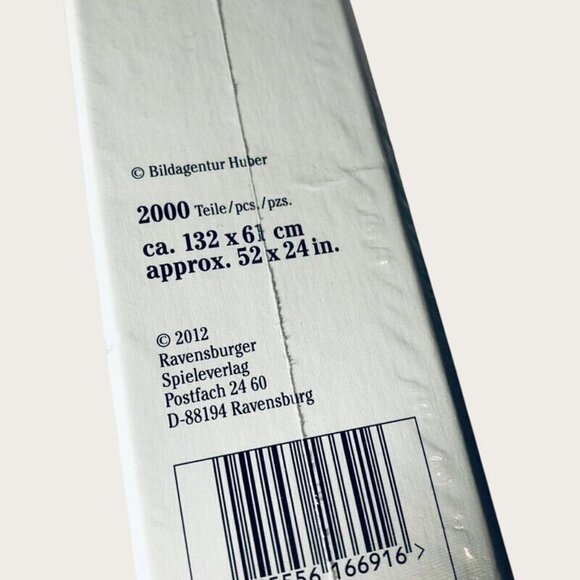 © Bildagentur Huber
2000 Teile/pcs./pzs.
ca. 132 x 61 cm
approx. 52 x 24 in.
© 2012
Ravensburger
Spieleverlag
Postfach 24 60
D-88194 Ravensburg
5556 166916 >